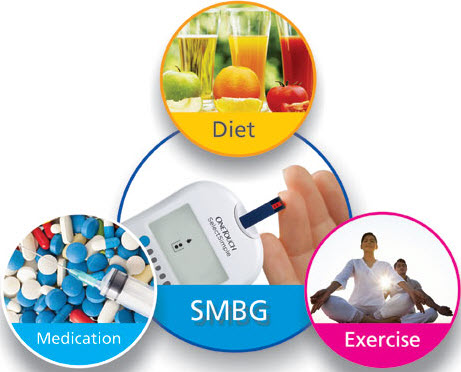 Diet
ONETOUCH
SelectSimple
SMBG
Medication
Exercise